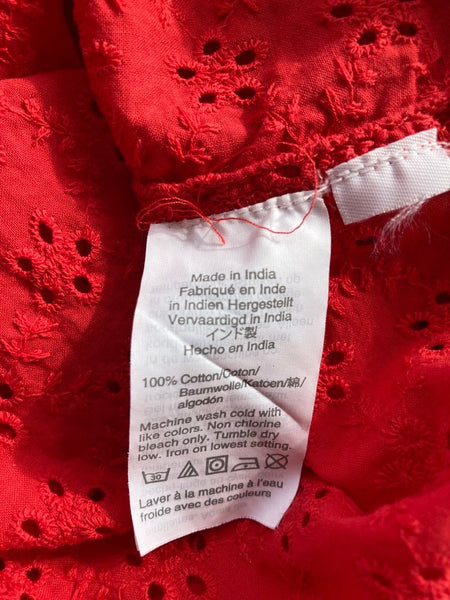 Made in India
Fabriqué en Inde
in Indien Hergestellt
Vervaardigd in India
インド製
Hecho en India
100% Cotton/Coton/
Baumwolle/Katoen/綿/
algodón
Machine wash cold with
like colors. Non chlorine
bleach only. Tumble dry
low. Iron on lowest setting.
30
Laver à la machine à l'eau
froide avec des couleurs